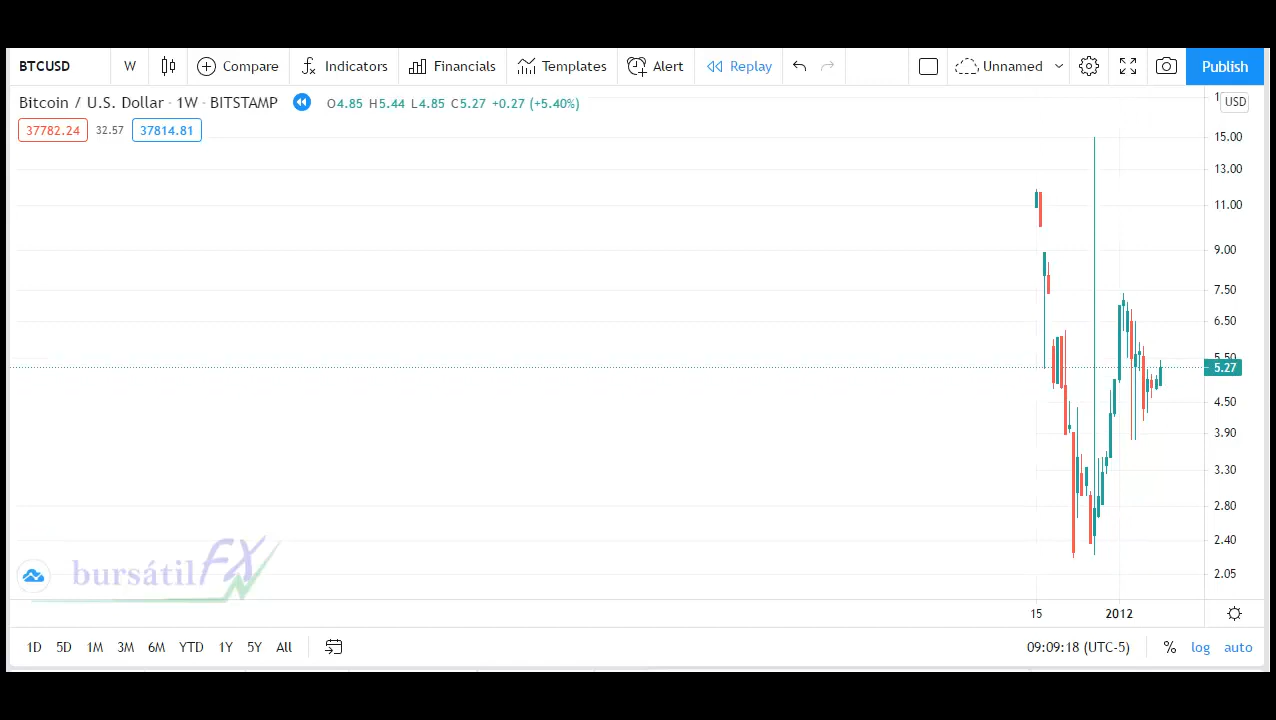 BTCUSD W Compare Indicators Financials Templates Alert Replay Unnamed Publish
Bitcoin / U.S. Dollar · 1W · BITSTAMP O4.85 H5.44 L4.85 C5.27 +0.27 (+5.40%)
USD
37782.24 32.57 37814.81
15.00
13.00
11.00
9.00
7.50
6.50
5.50
5.27
4.50
3.90
3.30
2.80
2.40
2.05
bursátil FX
15 2012
1D 5D 1M 3M 6M YTD 1Y 5Y All 09:09:18 (UTC-5) % log auto